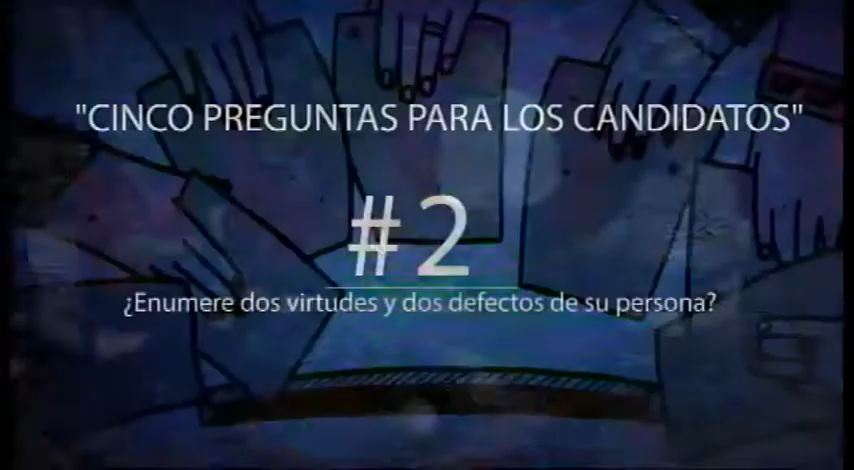 "CINCO PREGUNTAS PARA LOS CANDIDATOS"
#2
¿Enumere dos virtudes y dos defectos de su persona?